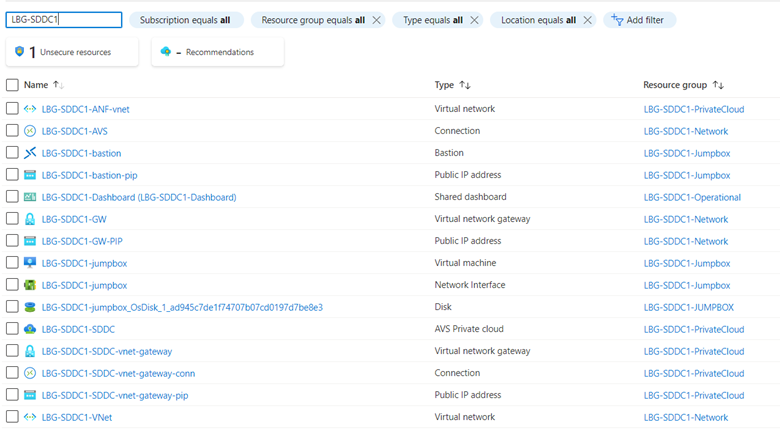 LBG-SDDC1 Subscription equals all Resource group equals all Type equals all Location equals all Add filter
1 Unsecure resources - Recommendations
Name Type Resource group
LBG-SDDC1-ANF-vnet Virtual network LBG-SDDC1-PrivateCloud
LBG-SDDC1-AVS Connection LBG-SDDC1-Network
LBG-SDDC1-bastion Bastion LBG-SDDC1-Jumpbox
LBG-SDDC1-bastion-pip Public IP address LBG-SDDC1-Jumpbox
LBG-SDDC1-Dashboard (LBG-SDDC1-Dashboard) Shared dashboard LBG-SDDC1-Operational
LBG-SDDC1-GW Virtual network gateway LBG-SDDC1-Network
LBG-SDDC1-GW-PIP Public IP address LBG-SDDC1-Network
LBG-SDDC1-jumpbox Virtual machine LBG-SDDC1-Jumpbox
LBG-SDDC1-jumpbox Network Interface LBG-SDDC1-Jumpbox
LBG-SDDC1-jumpbox_OsDisk_1_ad945c7de1f74707b07cd0197d7be8e3 Disk LBG-SDDC1-JUMPBOX
LBG-SDDC1-SDDC AVS Private cloud LBG-SDDC1-PrivateCloud
LBG-SDDC1-SDDC-vnet-gateway Virtual network gateway LBG-SDDC1-PrivateCloud
LBG-SDDC1-SDDC-vnet-gateway-conn Connection LBG-SDDC1-PrivateCloud
LBG-SDDC1-SDDC-vnet-gateway-pip Public IP address LBG-SDDC1-PrivateCloud
LBG-SDDC1-VNet Virtual network LBG-SDDC1-Network